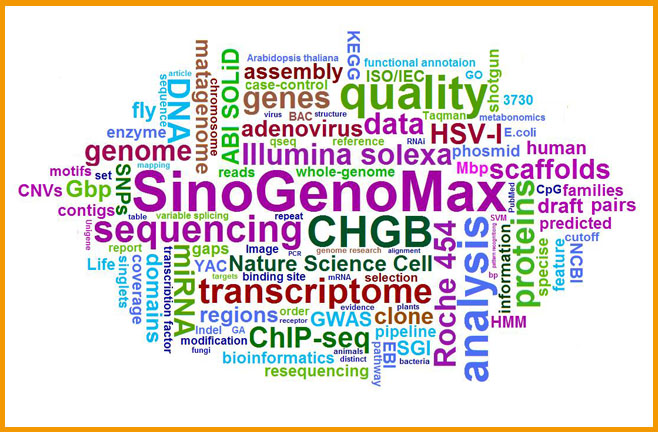 KEGG
Arabidopsis thaliana
functional annotaion
matagenome
chromosome
article
sequence
DNA
ABI SOLiD
assembly
ISO/IEC
GO
shotgun
case-control
genes
quality
3730
fly
virus
BAC
structure
Taqman
metabonomics
enzyme
adenovirus
data
HSV-I
E.coli
qseq
reference
RNAi
genome
Illumina solexa
phosmid
human
mapping
motifs
set
SNPs
reads
whole-genome
Mbp
scaffolds
CNVs
Gbp
SinoGenoMax
PubMed
CpG
families
contigs
table
variable splicing
repeat
proteins
draft
pairs
Unigene
sequencing
CHGB
Roche 454
analysis
SVM
pattern recognising
predicted
report
gaps
Image
PCR
genome research
alignment
information
cutoff
Life
singlets
coverage
domains
transcription factor
miRNA
YAC
Nature Science Cell
specise
feature
NCBI
targets
binding site
mRNA
selection
bp
transcriptome
regions
order
receptor
evidence
plants
GWAS
clone
HMM
Indel
GA
modification
ChIP-seq
pipeline
fungi
animals
distinct
pathway
EBI
SGI
bioinformatics
bacteria
resequencing